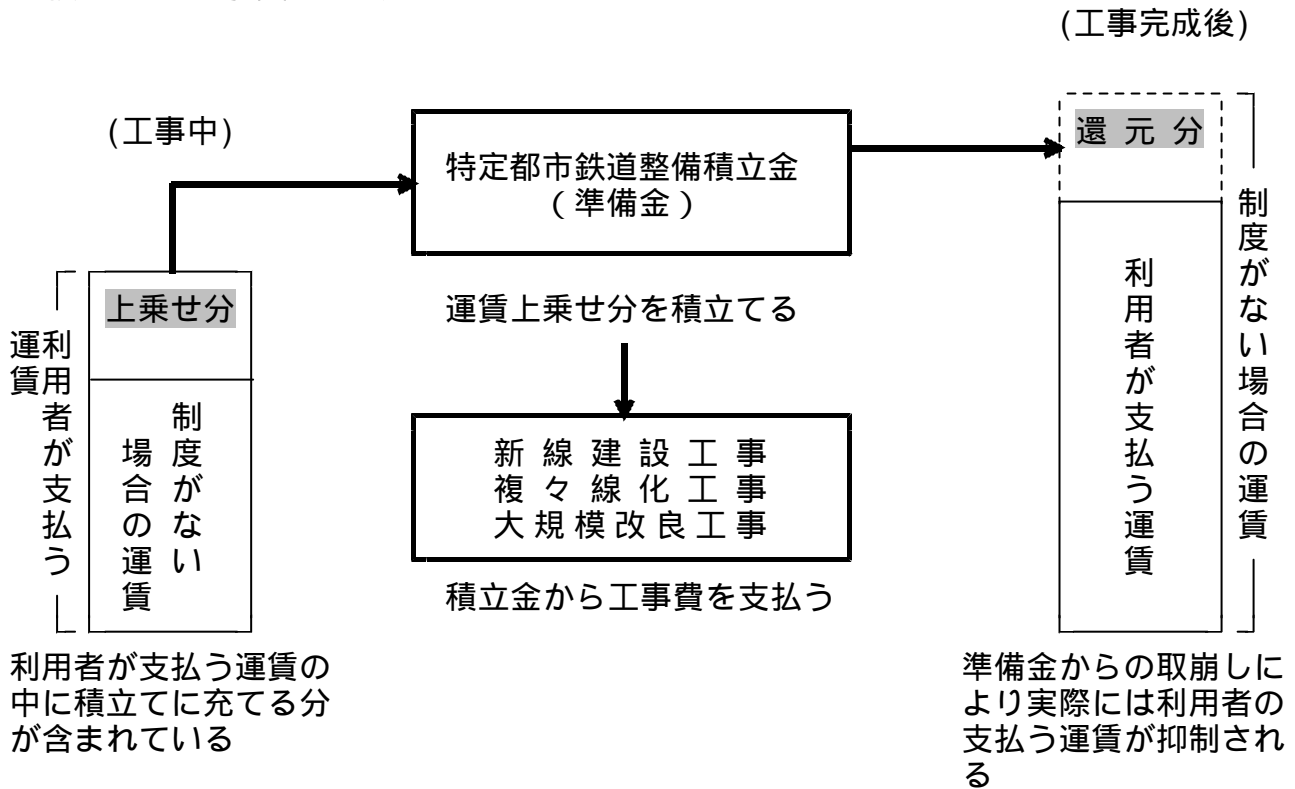 (工事完成後)
(工事中)
特定都市鉄道整備積立金
（準備金）
還元分
制度がない場合の運賃
上乗せ分
運賃上乗せ分を積立てる
利用者が支払う
運賃
制度がない
場合の運賃
利用者が支払う運賃
新線建設工事
複々線化工事
大規模改良工事
積立金から工事費を支払う
利用者が支払う運賃の
中に積立てに充てる分
が含まれている
準備金からの取崩しに
より実際には利用者の
支払う運賃が抑制され
る